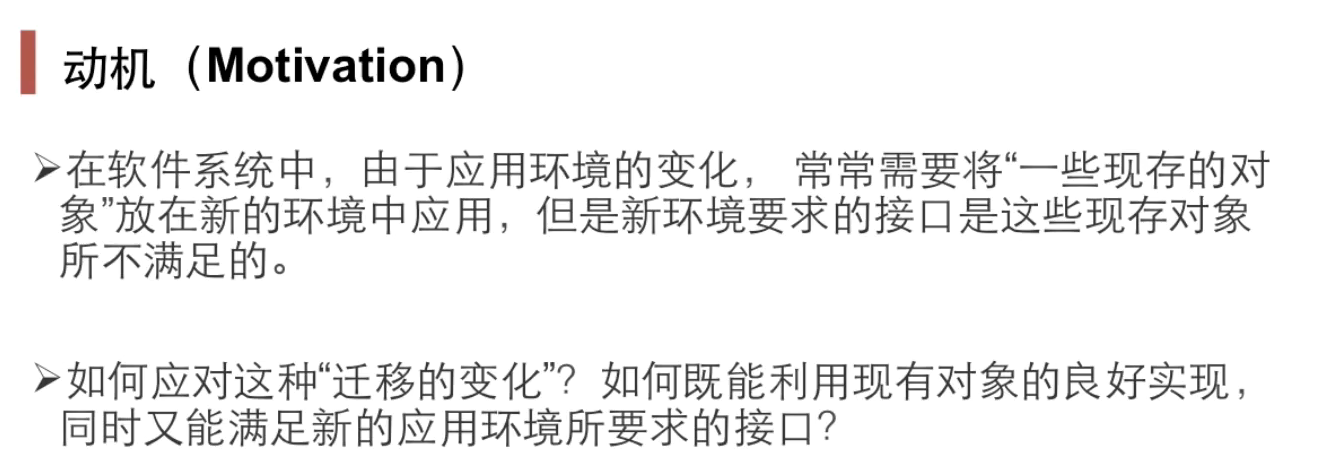 动机（Motivation）
➢在软件系统中，由于应用环境的变化， 常常需要将“一些现存的对
象”放在新的环境中应用，但是新环境要求的接口是这些现存对象
所不满足的。
➢如何应对这种“迁移的变化”？如何既能利用现有对象的良好实现，
同时又能满足新的应用环境所要求的接口？